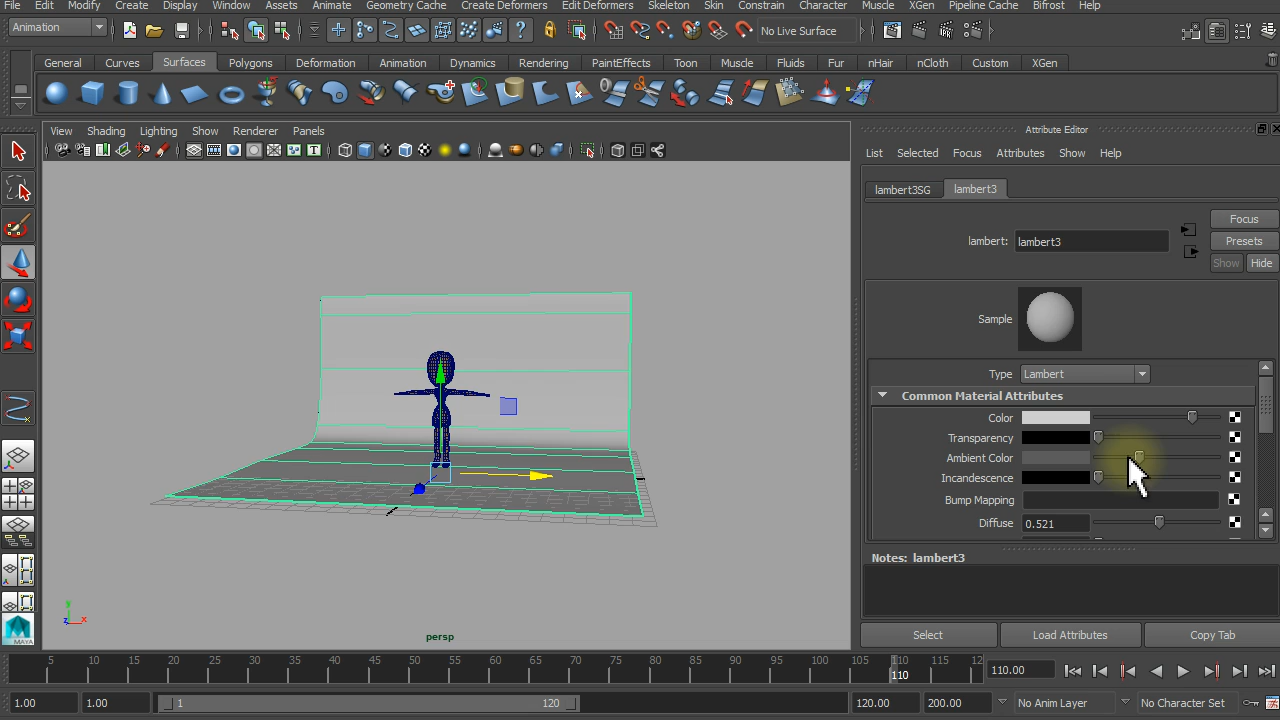 File Edit Modify Create Display Window Assets Animate Geometry Cache Create Deformers Edit Deformers Skeleton Skin Constrain Character Muscle XGen Pipeline Cache Bifrost Help
Animation No Live Surface
General Curves Surfaces Polygons Deformation Animation Dynamics Rendering PaintEffects Toon Muscle Fluids Fur nHair nCloth Custom XGen
View Shading Lighting Show Renderer Panels
Attribute Editor
List Selected Focus Attributes Show Help
lambert3SG lambert3
Focus
lambert: lambert3
Presets
Show Hide
Sample
Type Lambert
Common Material Attributes
Color
Transparency
Ambient Color
Incandescence
Bump Mapping
Diffuse 0.521
Notes: lambert3
Select Load Attributes Copy Tab
y
z x
persp
MAYA
5 10 15 20 25 30 35 40 45 50 55 60 65 70 75 80 85 90 95 100 105 110 115 12
110
110.00
1.00 1.00 1 120 120.00 200.00 No Anim Layer No Character Set